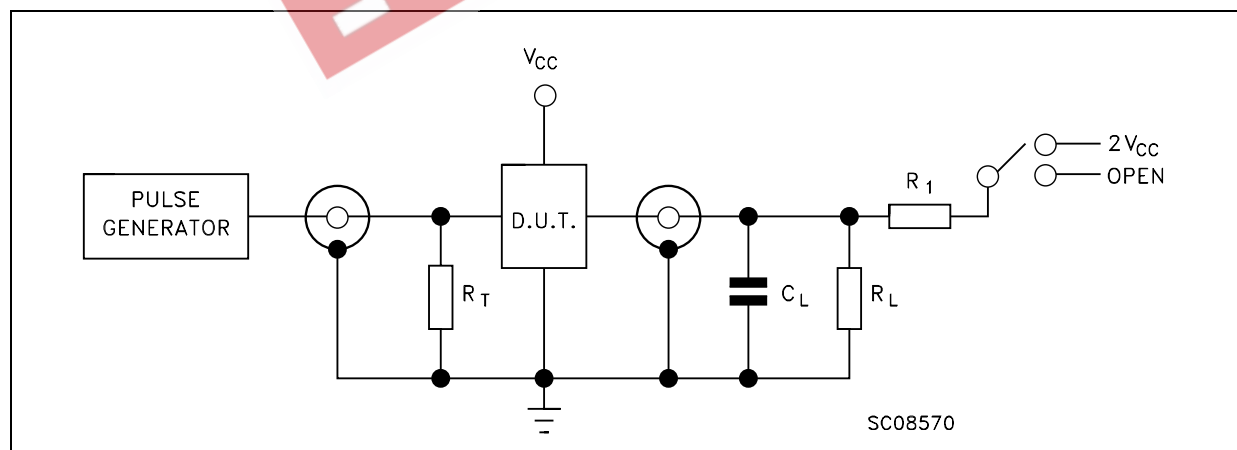 VCC
PULSE
GENERATOR
D.U.T.
RT
CL
RL
R1
2VCC
OPEN
SC08570